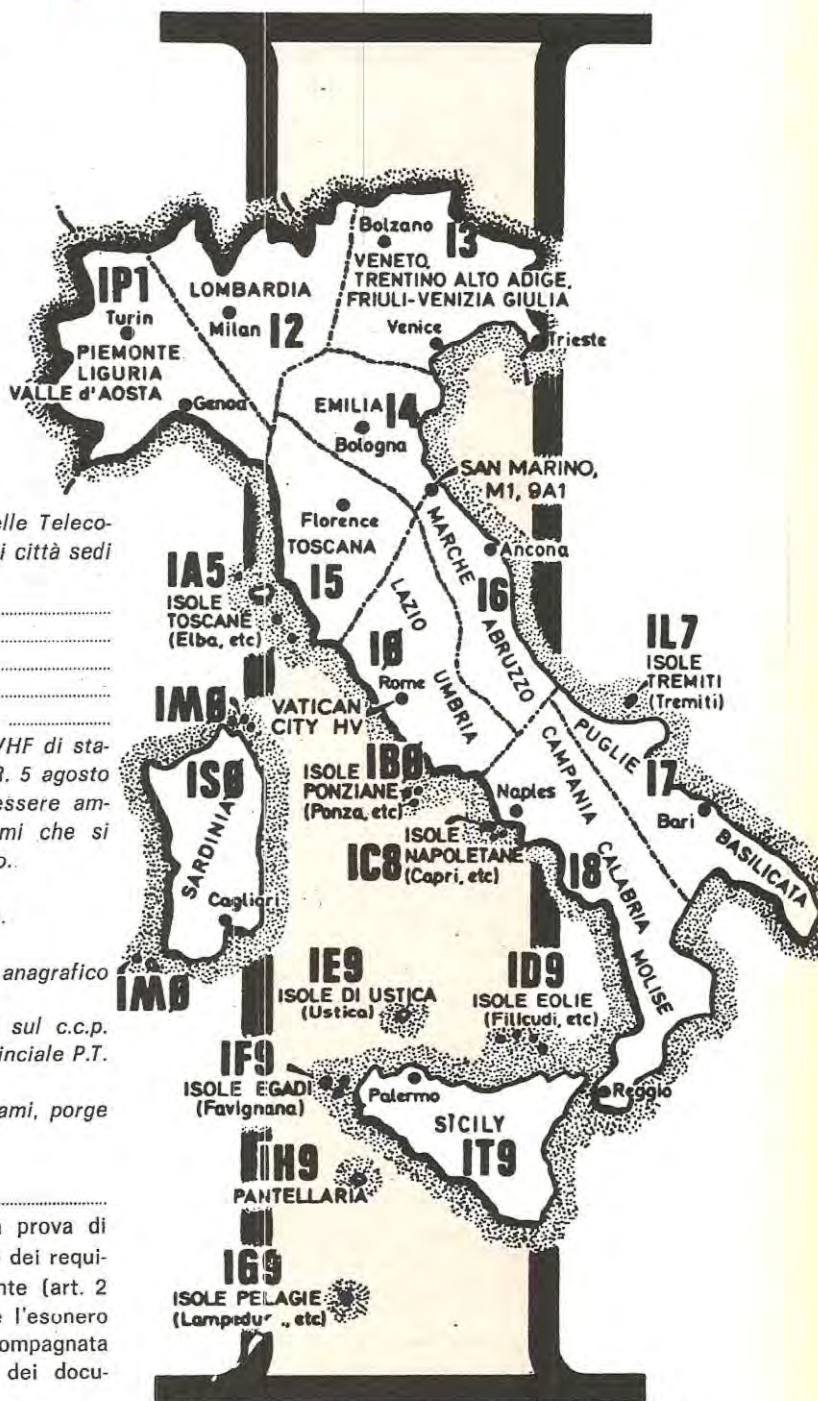 Bolzano
I3
VENETO,
TRENTINO ALTO ADIGE,
FRIULI-VENIZIA GIULIA
IP1
LOMBARDIA
Turin
Milan I2
Venice
Trieste
PIEMONTE
LIGURIA
VALLE d'AOSTA
Genoa
EMILIA I4
Bologna
SAN MARINO,
M1, 9A1
Florence
TOSCANA
I5
MARCHE
Ancona
I6
ABRUZZO
IA5
ISOLE
TOSCANE
(Elba, etc)
LAZIO
IØ
UMBRIA
Rome
VATICAN
CITY HV
IL7
ISOLE
TREMITI
(Tremiti)
IMØ
ISØ
SARDINIA
Cagliari
IMØ
ISOLE IBØ
PONZIANE
(Ponza, etc)
Naples
CAMPANIA
PUGLIE
I7
Bari
BASILICATA
ISOLE
NAPOLETANE
IC8 (Capri, etc)
I8
CALABRIA
MOLISE
IE9
ISOLE DI USTICA
(Ustica)
ID9
ISOLE EOLIE
(Filicudi, etc)
IF9
ISOLE EGADI
(Favignana)
Palermo
Reggio
SICILY
IT9
IH9
PANTELLARIA
IG9
ISOLE PELAGIE
(Lampedu ., etc)
elle Teleco-
i città sedi
/HF di sta-
R. 5 agosto
essere am-
mi che si
o.
.
anagrafico
sul c.c.p.
inciale P.T.
ami, porge
prova di
dei requi-
nte (art. 2
e l'esonero
ompagnata
dei docu-